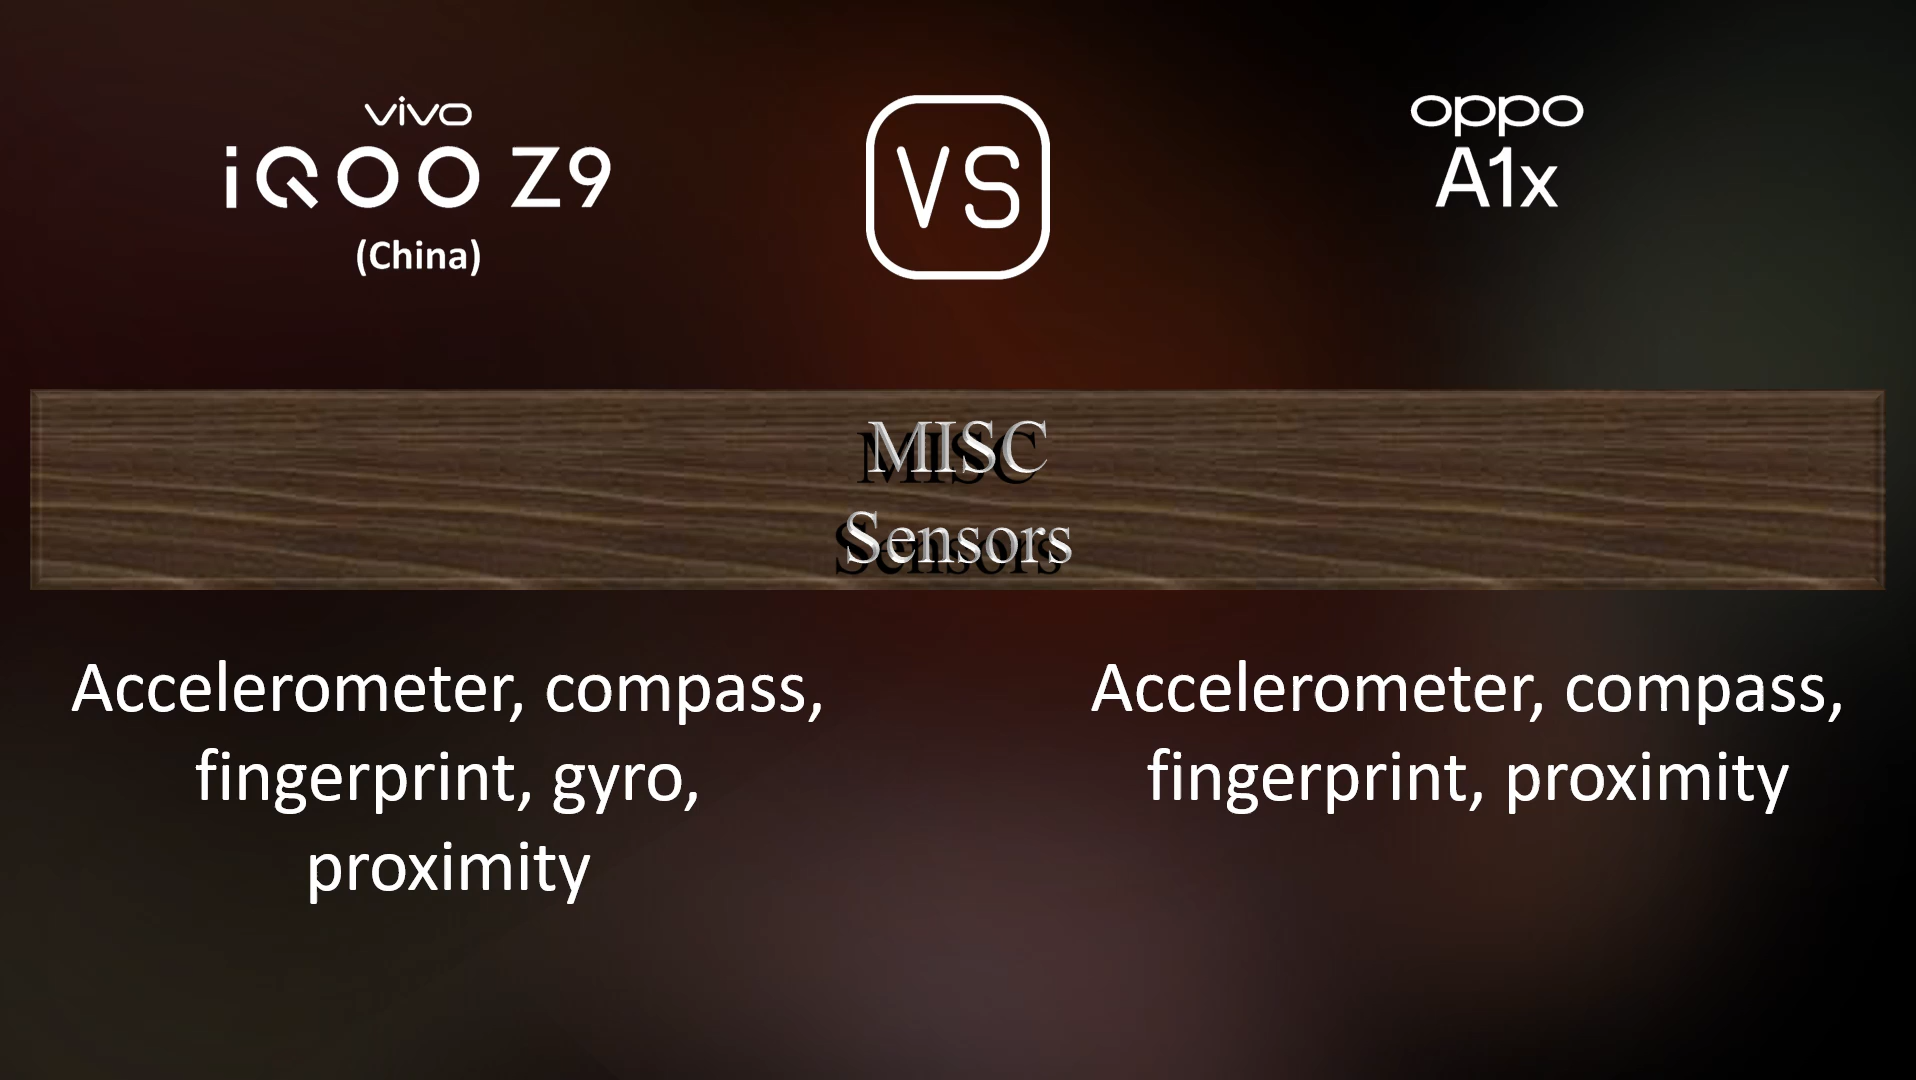 vivo
iQOO Z9
(China)
VS
oppo
A1x
MISC
Sensors
Accelerometer, compass,
fingerprint, gyro,
proximity
Accelerometer, compass,
fingerprint, proximity